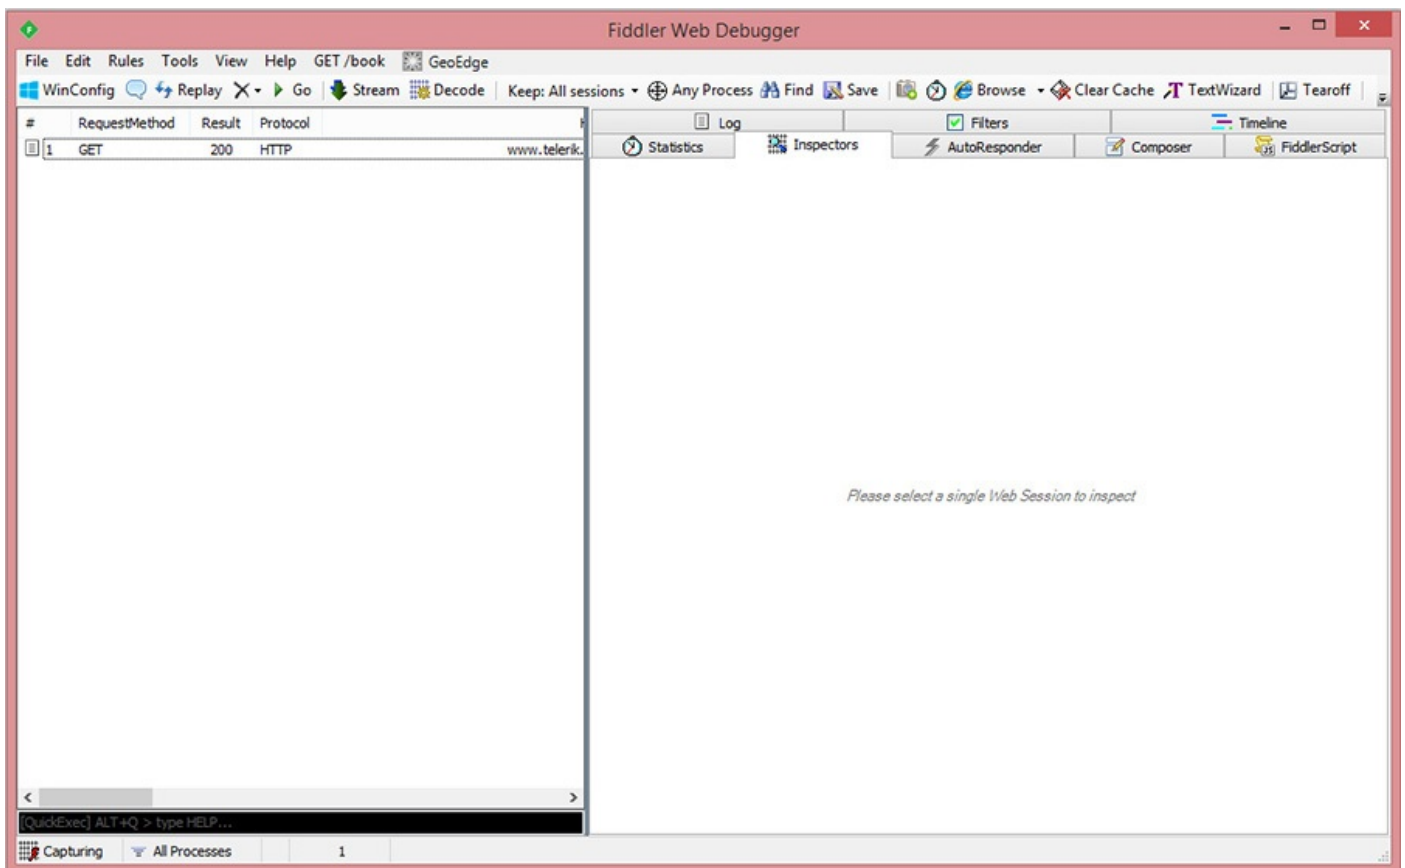 Fiddler Web Debugger
File Edit Rules Tools View Help GET /book GeoEdge
WinConfig Replay Go Stream Decode Keep: All sessions Any Process Find Save Browse Clear Cache TextWizard Tearoff
# RequestMethod Result Protocol
1 GET 200 HTTP www.telerik.
Log Filters Timeline
Statistics Inspectors AutoResponder Composer FiddlerScript
Please select a single Web Session to inspect
[QuickExec] ALT+Q > type HELP...
Capturing All Processes 1